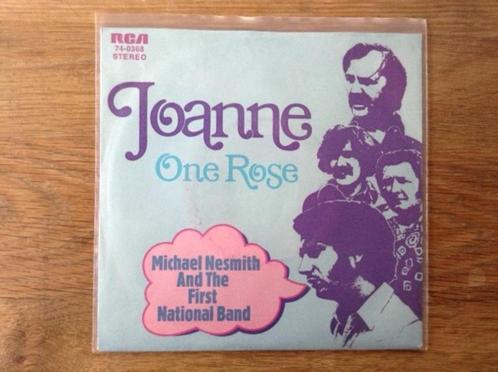 RCA
74-0368
STEREO
Joanne
One Rose
Michael Nesmith
And The
First
National Band